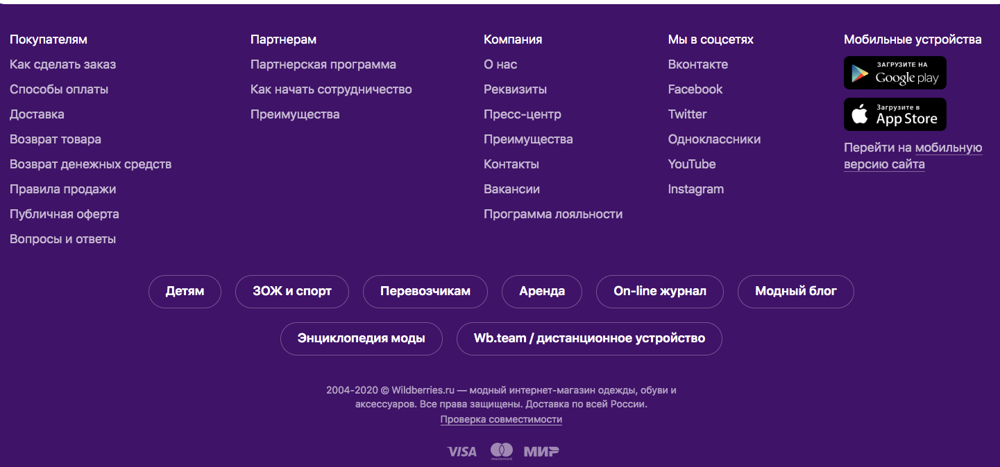 Покупателям
Как сделать заказ
Способы оплаты
Доставка
Возврат товара
Возврат денежных средств
Правила продажи
Публичная оферта
Вопросы и ответы
Партнерам
Партнерская программа
Как начать сотрудничество
Преимущества
Компания
О нас
Реквизиты
Пресс-центр
Преимущества
Контакты
Вакансии
Программа лояльности
Мы в соцсетях
Вконтакте
Facebook
Twitter
Одноклассники
YouTube
Instagram
Мобильные устройства
ЗАГРУЗИТЕ НА
Google play
Загрузите в
App Store
Перейти на мобильную
версию сайта
Детям
ЗОЖ и спорт
Перевозчикам
Аренда
On-line журнал
Модный блог
Энциклопедия моды
Wb.team / дистанционное устройство
2004-2020 © Wildberries.ru — модный интернет-магазин одежды, обуви и
аксессуаров. Все права защищены. Доставка по всей России.
Проверка совместимости
VISA
mastercard
МИР